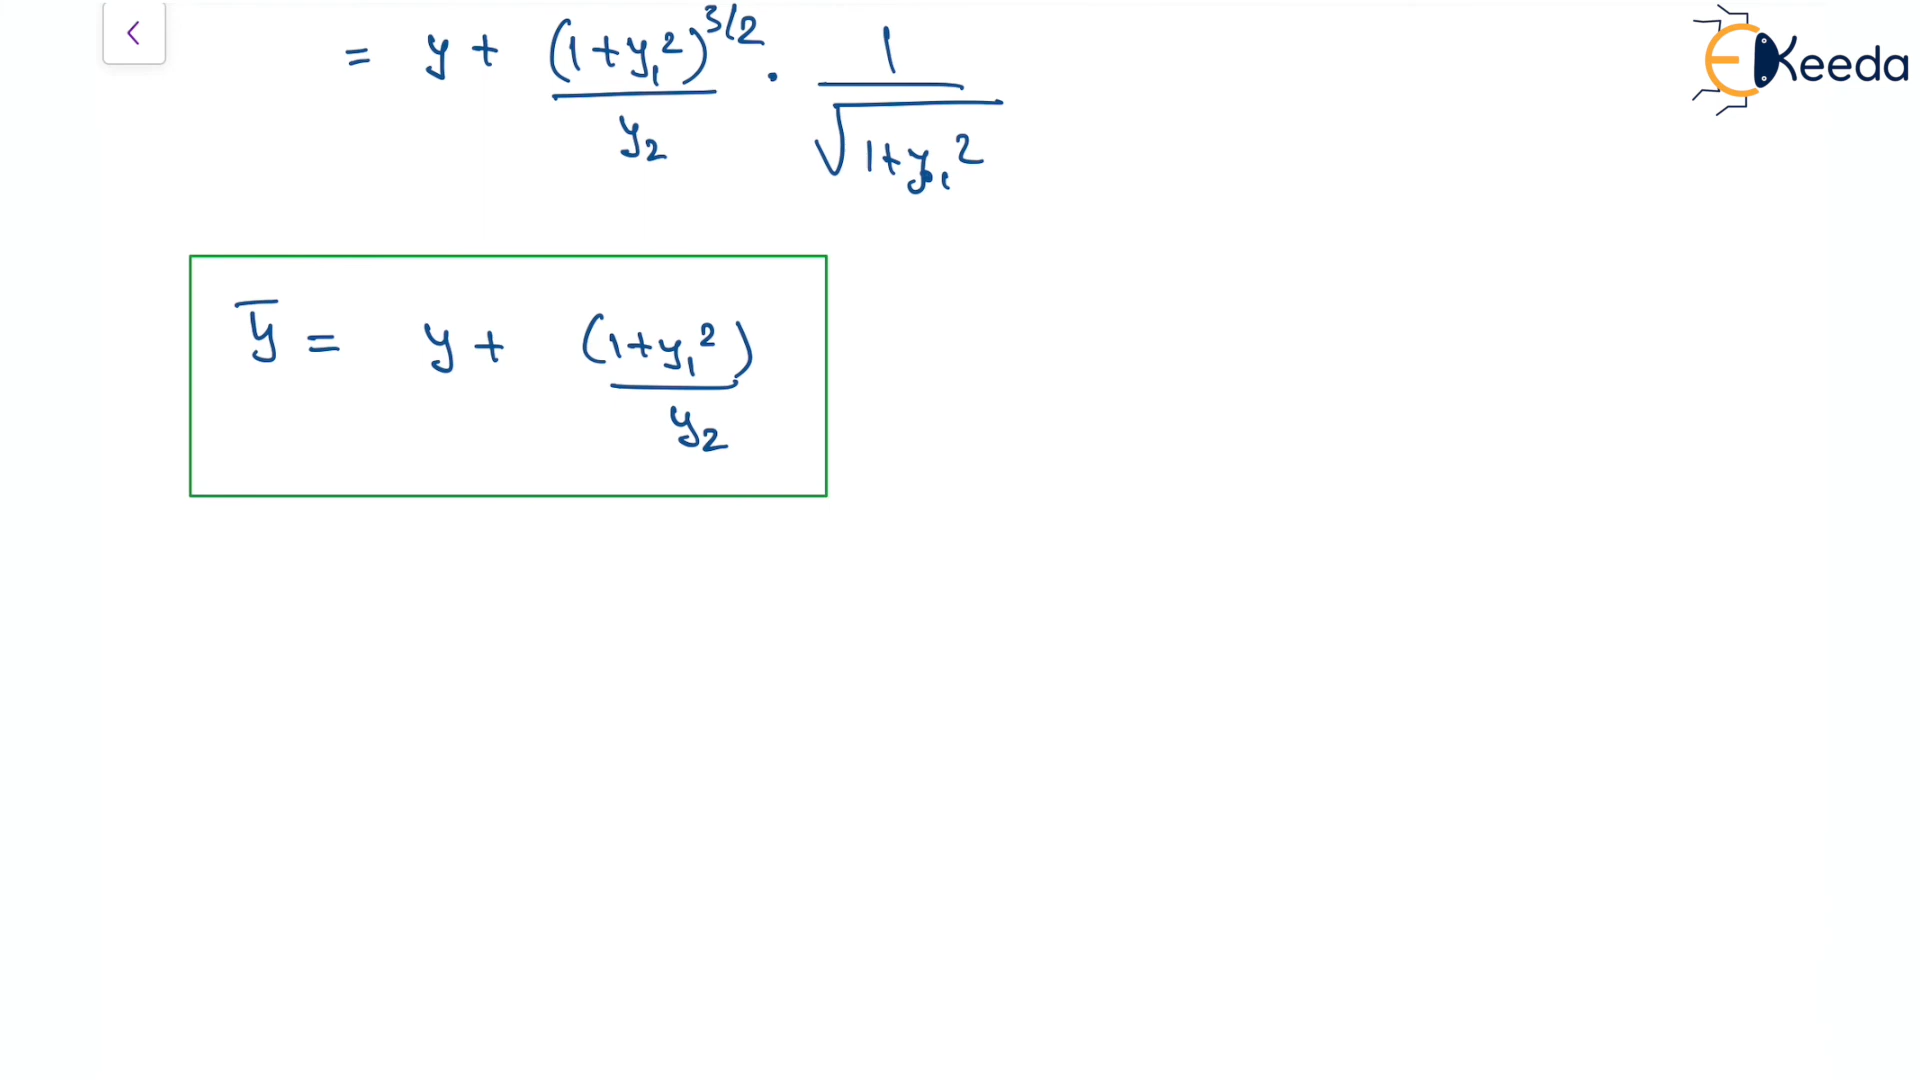 = y + (1+y₁²)^3/2 / y₂ · 1 / √1+y₁²
EKeeda
ȳ = y + (1+y₁²) / y₂